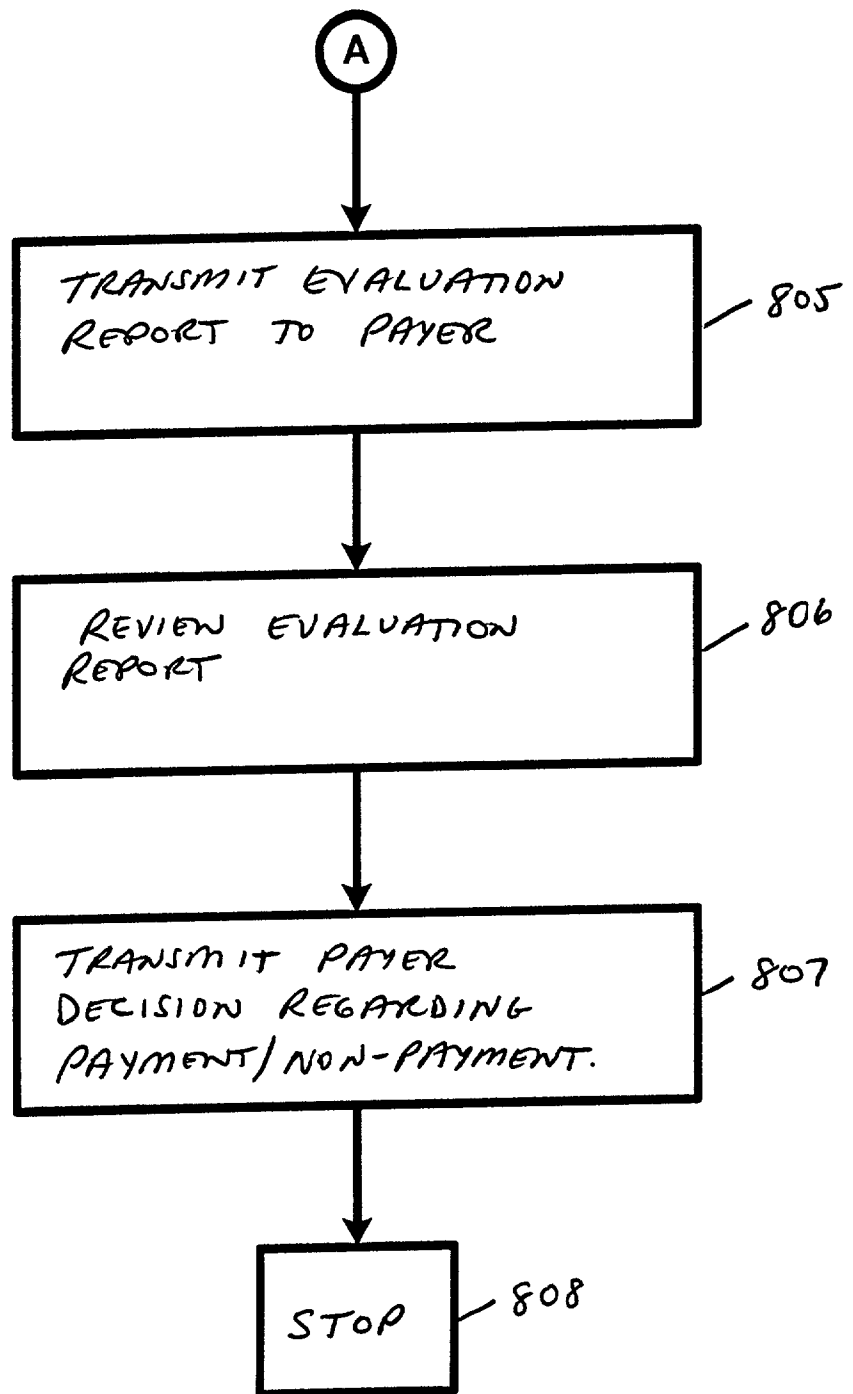 A
TRANSMIT EVALUATION
REPORT TO PAYER
805
REVIEW EVALUATION
REPORT
806
TRANSMIT PAYER
DECISION REGARDING
PAYMENT/NON-PAYMENT.
807
STOP
808